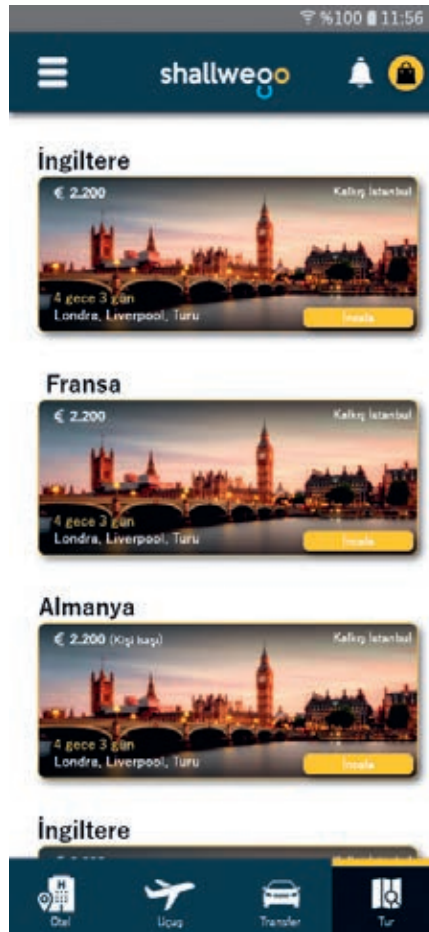 %100 11:56
shallwego
İngiltere
€ 2.200 Kalkış İstanbul
4 gece 3 gün
Londra, Liverpool, Turu İncele
Fransa
€ 2.200 Kalkış İstanbul
4 gece 3 gün
Londra, Liverpool, Turu İncele
Almanya
€ 2.200 (Kişi başı) Kalkış İstanbul
4 gece 3 gün
Londra, Liverpool, Turu İncele
İngiltere
H
Otel Uçuş Transfer Tur